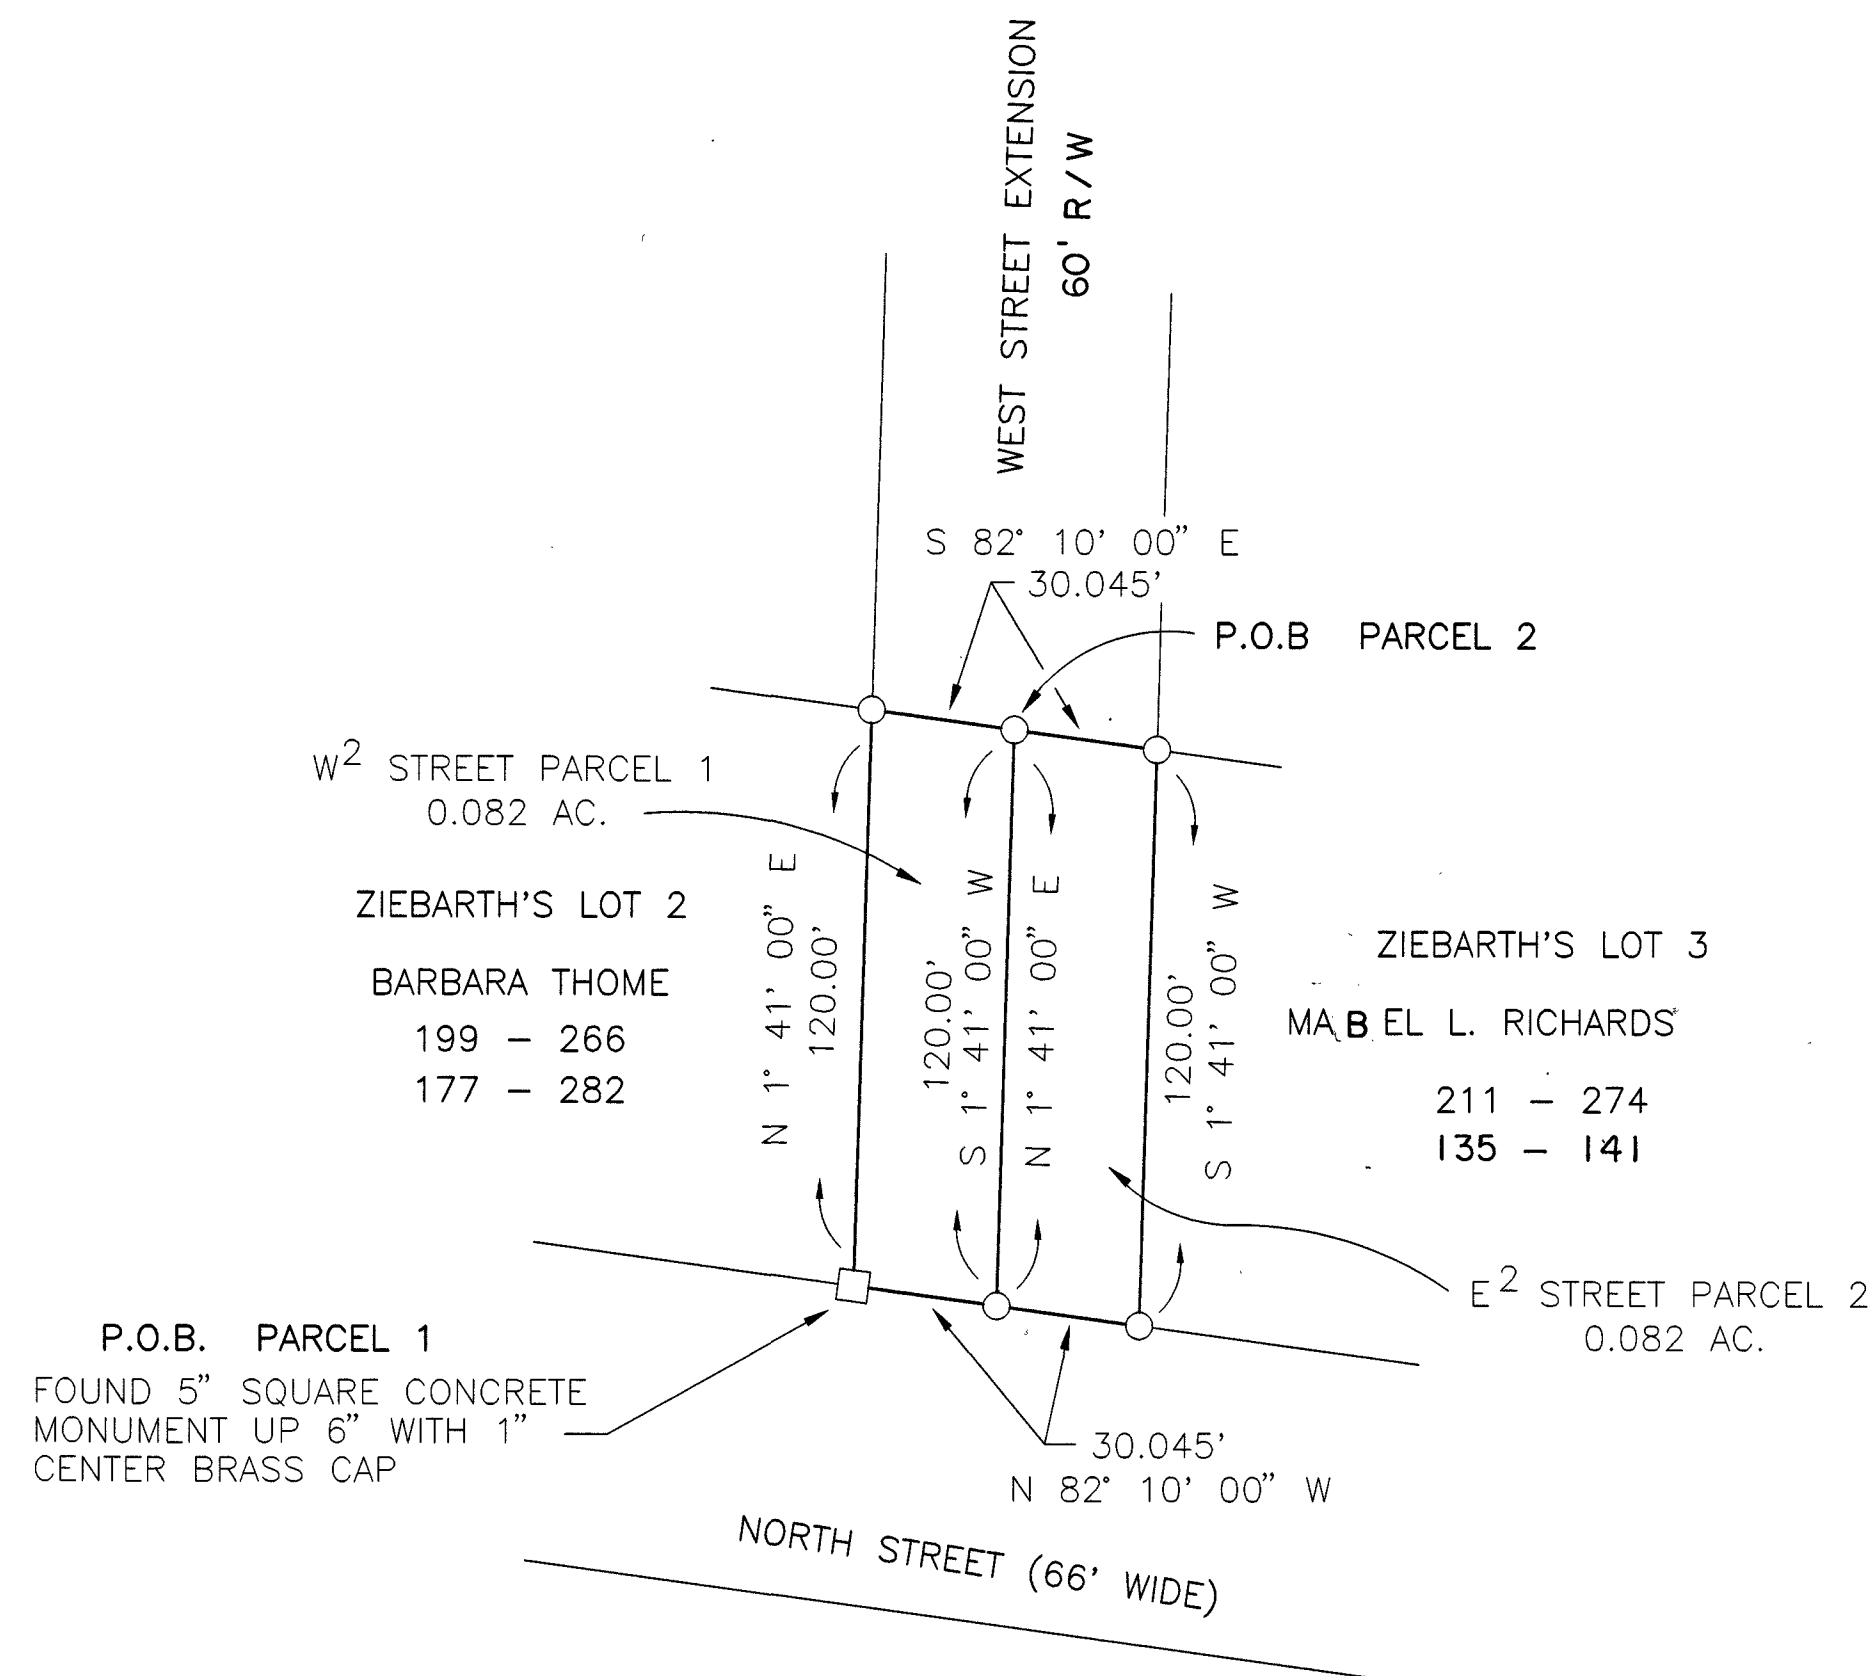 WEST STREET EXTENSION
60' R/W
S 82° 10' 00” E
30.045'
P.O.B PARCEL 2
W2 STREET PARCEL 1
0.082 AC.
ZIEBARTH'S LOT 2
BARBARA THOME
199 – 266
177 – 282
N 1° 41' 00” E
120.00'
120.00'
S 1° 41' 00” W
N 1° 41' 00” E
120.00'
S 1° 41' 00” W
ZIEBARTH'S LOT 3
MABEL L. RICHARDS
211 – 274
135 – 141
E2 STREET PARCEL 2
0.082 AC.
P.O.B. PARCEL 1
FOUND 5” SQUARE CONCRETE
MONUMENT UP 6” WITH 1”
CENTER BRASS CAP
30.045'
N 82° 10' 00” W
NORTH STREET (66' WIDE)